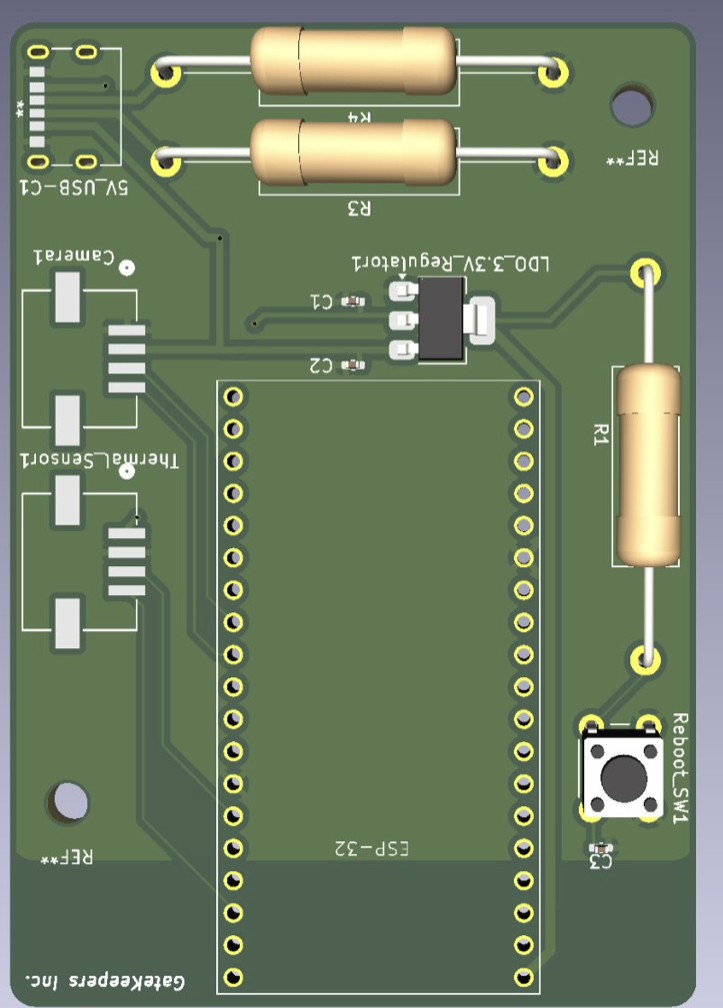 **
5V_USB-C1
R4
R3
REF**
Camera1
LDO_3.3V_Regulator1
C1
C2
Thermal_Sensor1
R1
Reboot_SW1
C3
ESP-32
REF**
GateKeepers Inc.